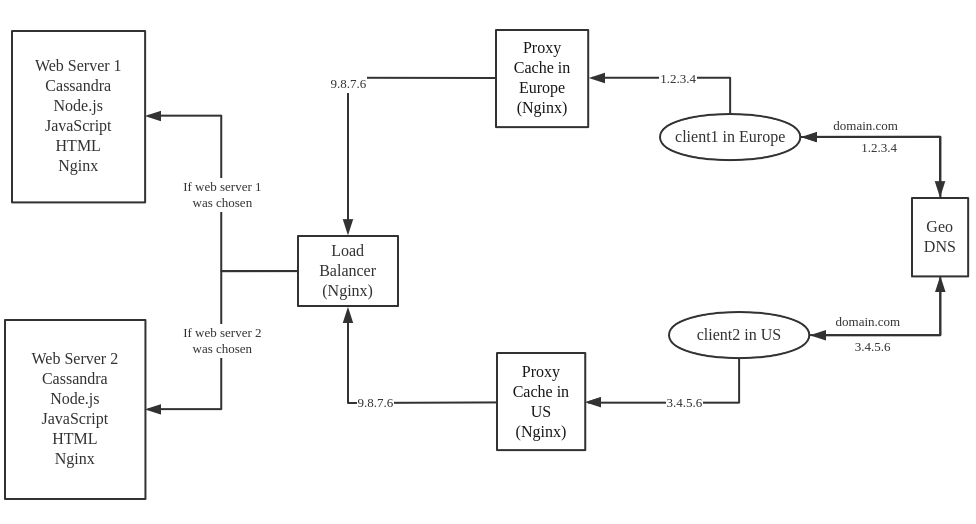 Web Server 1
Cassandra
Node.js
JavaScript
HTML
Nginx
If web server 1
was chosen
If web server 2
was chosen
Web Server 2
Cassandra
Node.js
JavaScript
HTML
Nginx
Load
Balancer
(Nginx)
9.8.7.6
9.8.7.6
Proxy
Cache in
Europe
(Nginx)
1.2.3.4
client1 in Europe
domain.com
1.2.3.4
Geo
DNS
domain.com
3.4.5.6
client2 in US
3.4.5.6
Proxy
Cache in
US
(Nginx)